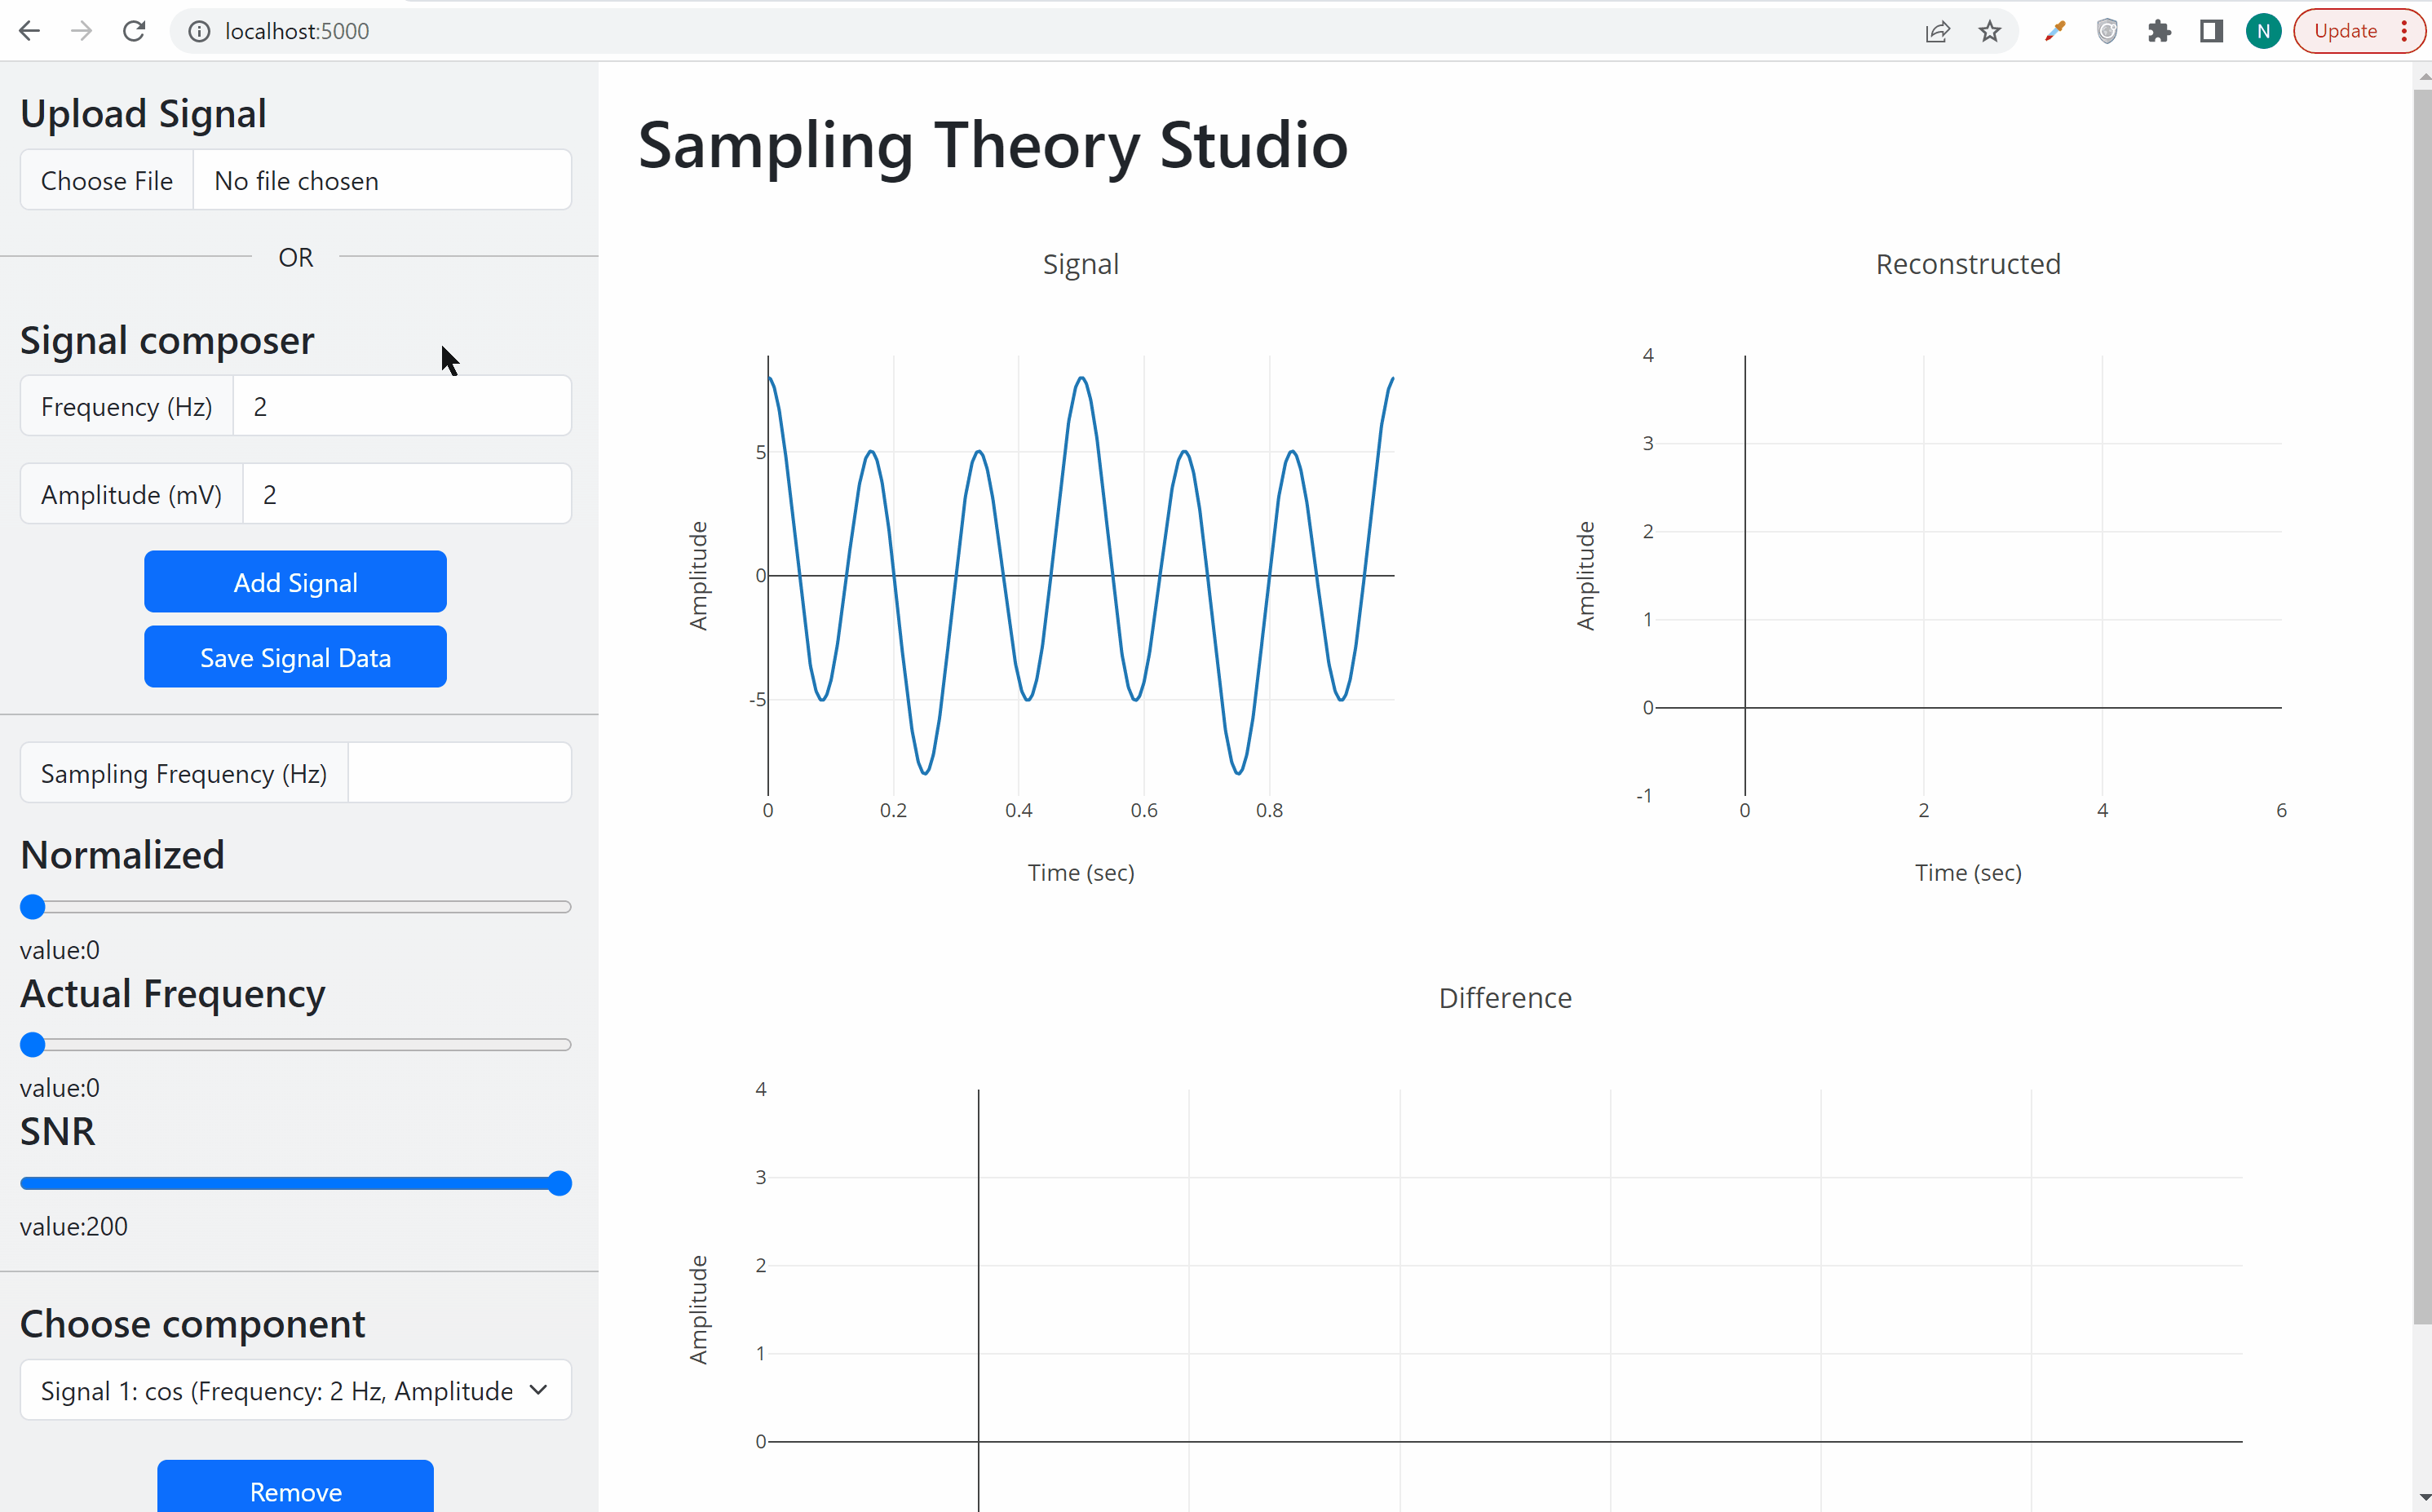 localhost:5000
N
Update
Upload Signal
Choose File
No file chosen
OR
Signal composer
Frequency (Hz)
2
Amplitude (mV)
2
Add Signal
Save Signal Data
Sampling Frequency (Hz)
Normalized
value:0
Actual Frequency
value:0
SNR
value:200
Choose component
Signal 1: cos (Frequency: 2 Hz, Amplitude
Remove
Sampling Theory Studio
Signal
5
0
-5
Amplitude
0 0.2 0.4 0.6 0.8
Time (sec)
Reconstructed
4
3
2
1
0
-1
Amplitude
0 2 4 6
Time (sec)
Difference
4
3
2
1
0
Amplitude